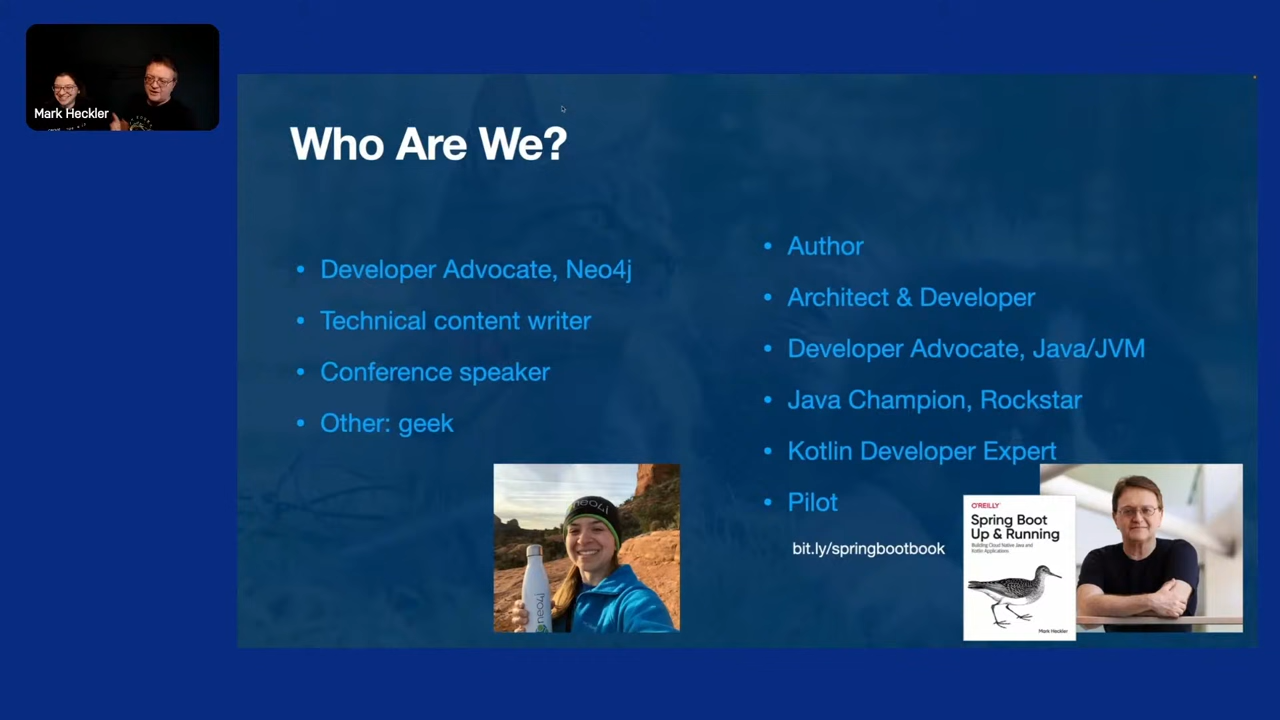 Mark Heckler
Who Are We?
• Developer Advocate, Neo4j
• Technical content writer
• Conference speaker
• Other: geek
neo4j
neo4j
• Author
• Architect & Developer
• Developer Advocate, Java/JVM
• Java Champion, Rockstar
• Kotlin Developer Expert
• Pilot
bit.ly/springbootbook
O'REILLY
Spring Boot
Up & Running
Building Cloud Native Java and
Kotlin Applications
Mark Heckler